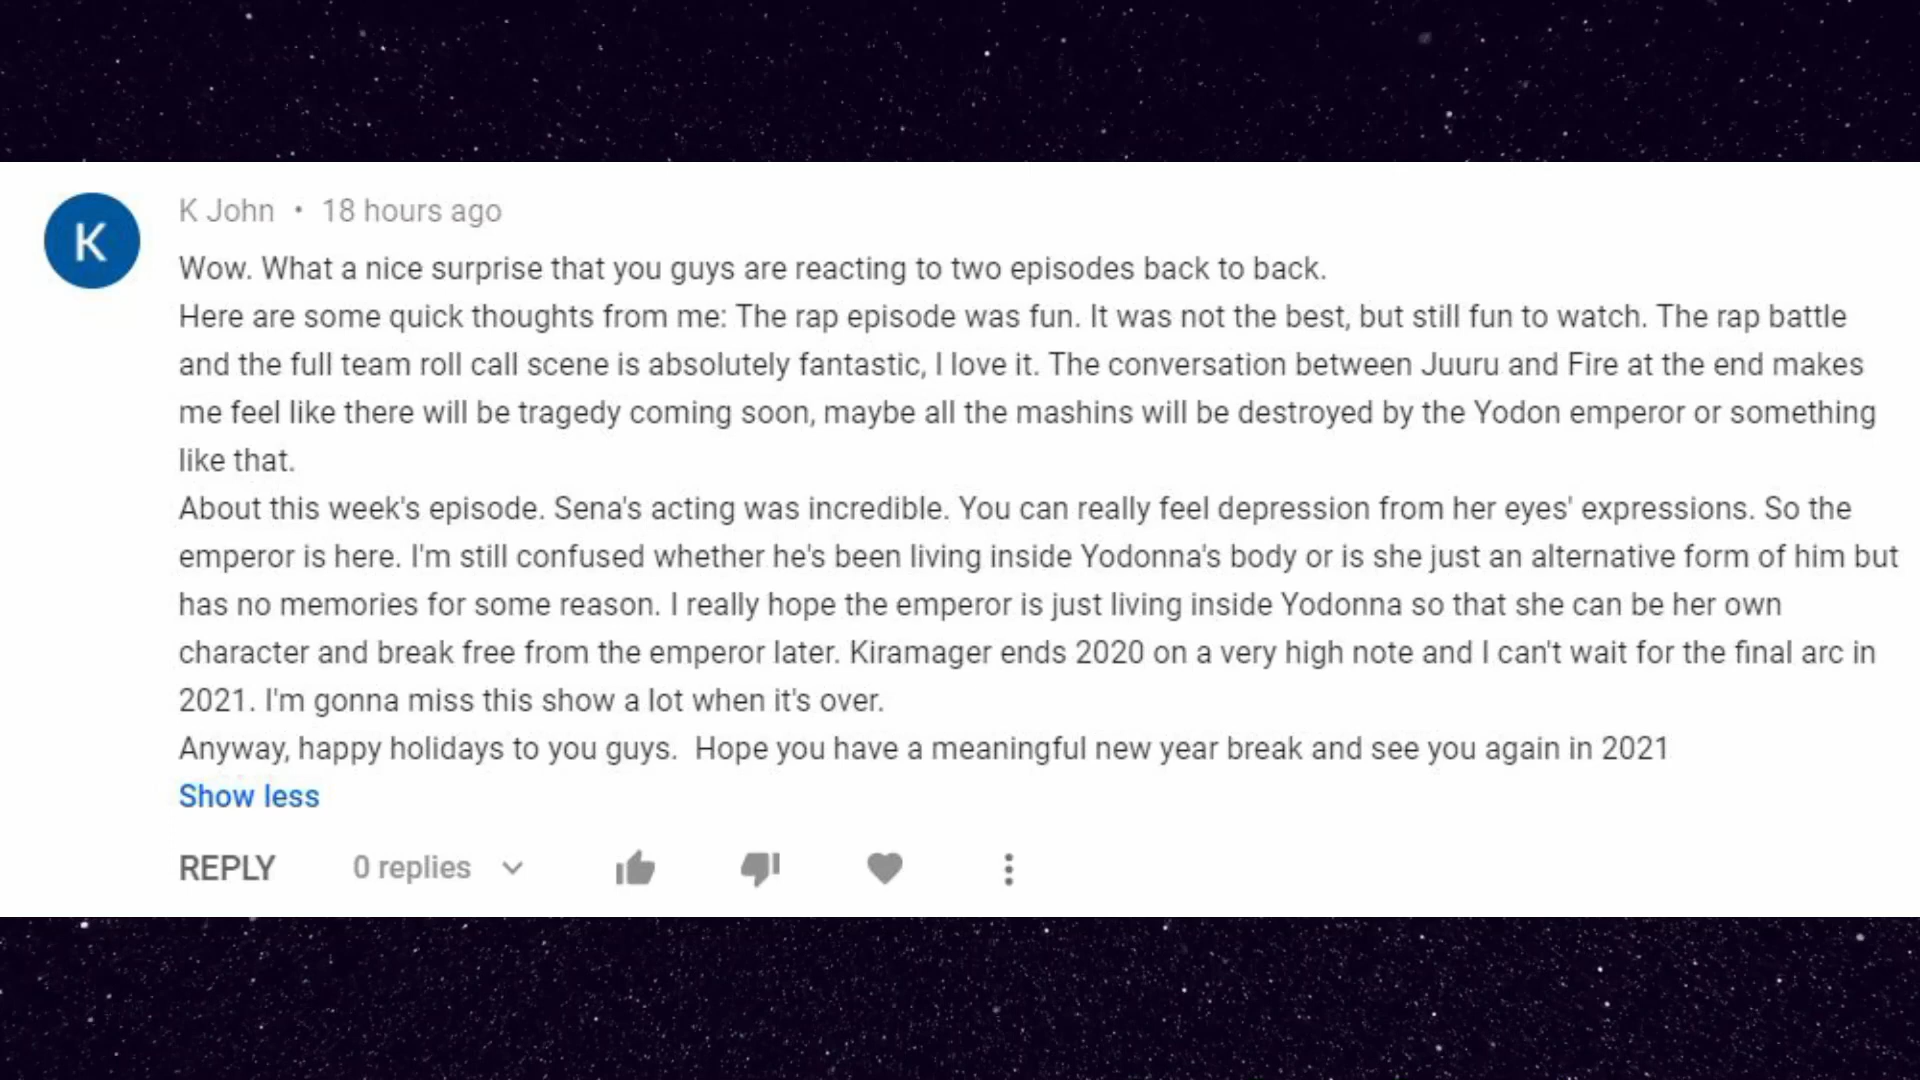 K
K John • 18 hours ago
Wow. What a nice surprise that you guys are reacting to two episodes back to back.
Here are some quick thoughts from me: The rap episode was fun. It was not the best, but still fun to watch. The rap battle
and the full team roll call scene is absolutely fantastic, I love it. The conversation between Juuru and Fire at the end makes
me feel like there will be tragedy coming soon, maybe all the mashins will be destroyed by the Yodon emperor or something
like that.
About this week's episode. Sena's acting was incredible. You can really feel depression from her eyes' expressions. So the
emperor is here. I'm still confused whether he's been living inside Yodonna's body or is she just an alternative form of him but
has no memories for some reason. I really hope the emperor is just living inside Yodonna so that she can be her own
character and break free from the emperor later. Kiramager ends 2020 on a very high note and I can't wait for the final arc in
2021. I'm gonna miss this show a lot when it's over.
Anyway, happy holidays to you guys.  Hope you have a meaningful new year break and see you again in 2021
Show less
REPLY 0 replies